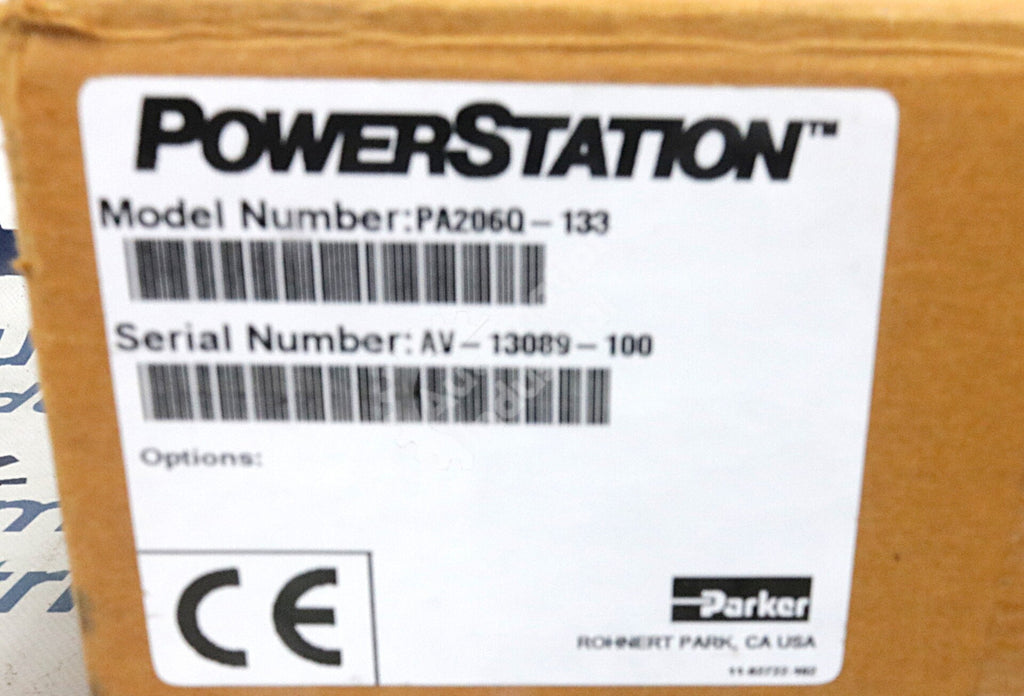 POWERSTATION™
Model Number: PA206Q-133
Serial Number: AV-13089-100
Options:
CE
Parker
ROHNERT PARK, CA USA